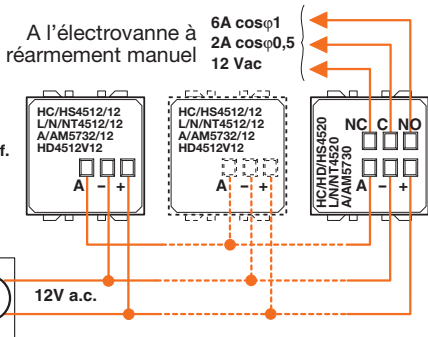 A l'électrovanne à
réarmement manuel
6A cosφ1
2A cosφ0,5
12 Vac
HC/HS4512/12
L/N/NT4512/12
A/AM5732/12
HD4512V12
A – +
HC/HS4512/12
L/N/NT4512/12
A/AM5732/12
HD4512V12
A – +
HC/HD/HS4520
L/N/NT4520
A/AM5730
NC C NO
A – +
f.
12V a.c.